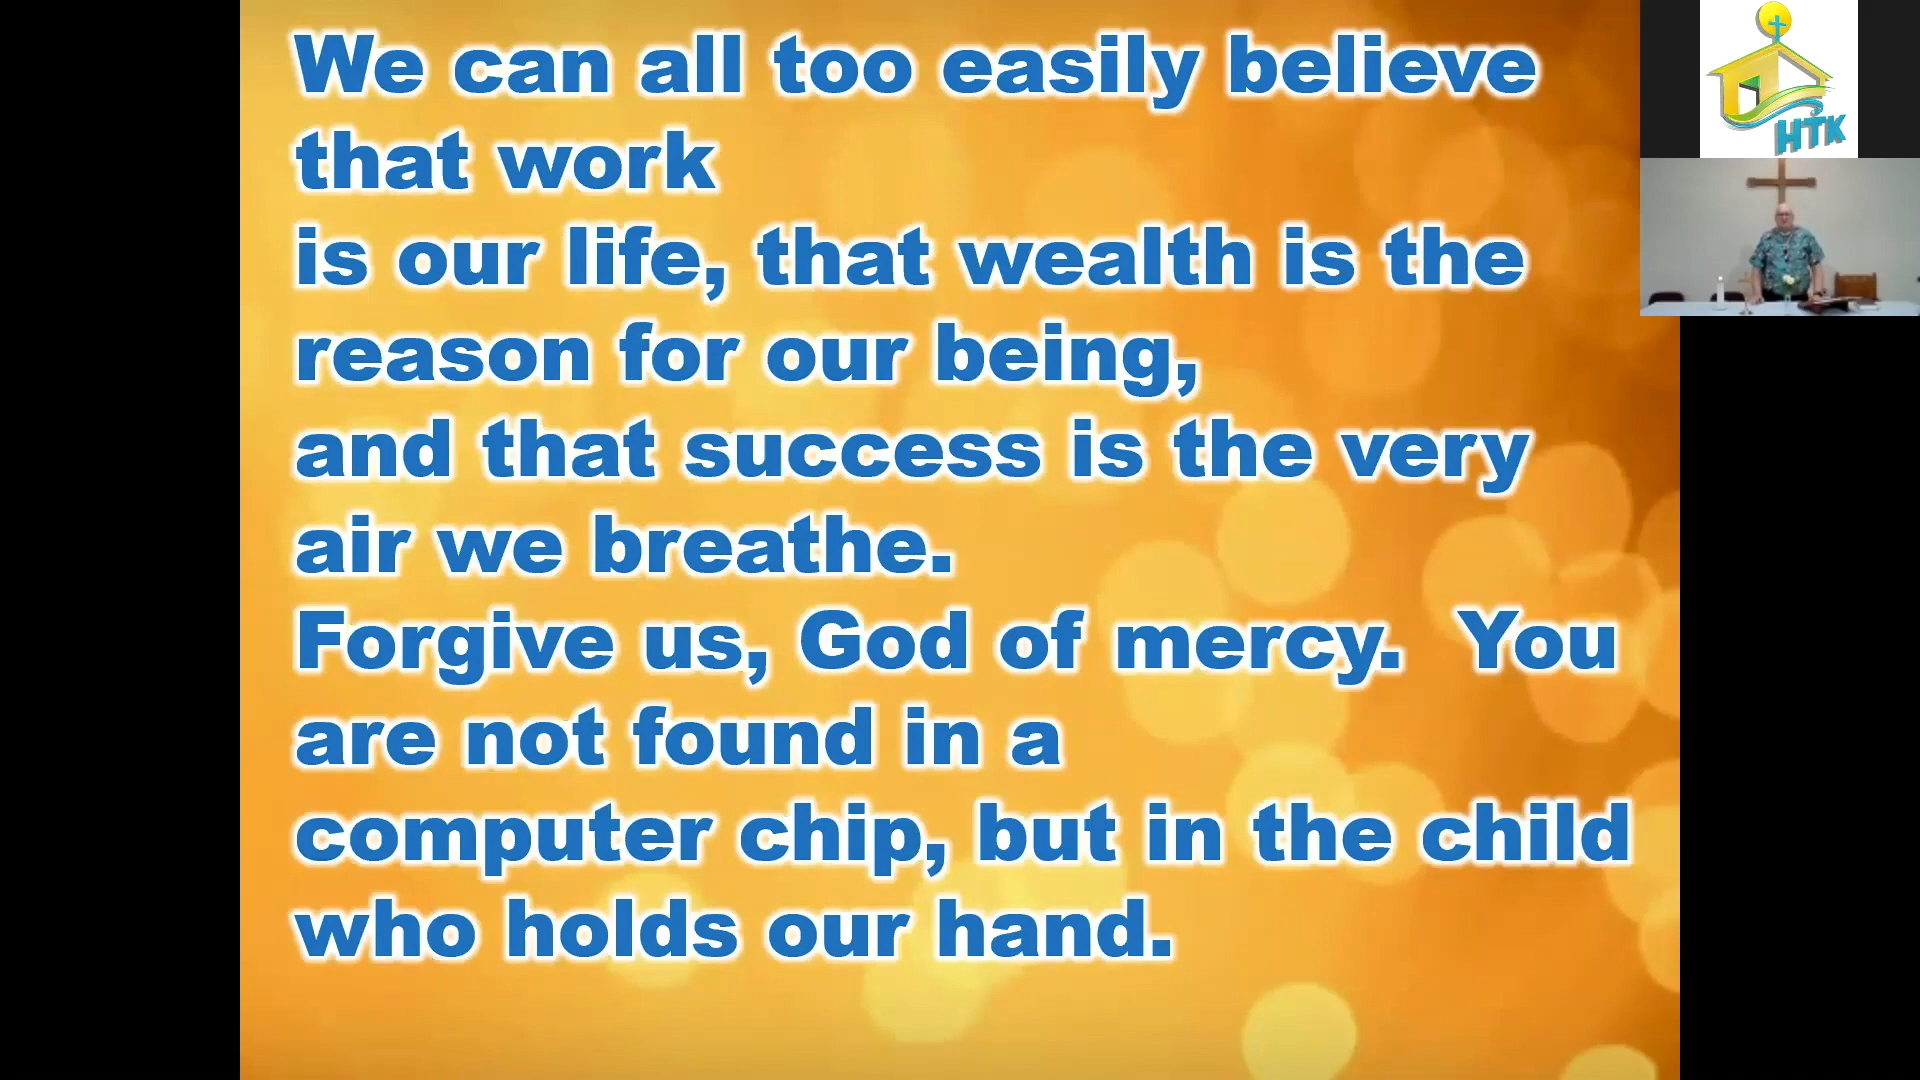 We can all too easily believe
that work
is our life, that wealth is the
reason for our being,
and that success is the very
air we breathe.
Forgive us, God of mercy.  You
are not found in a
computer chip, but in the child
who holds our hand.
HTK